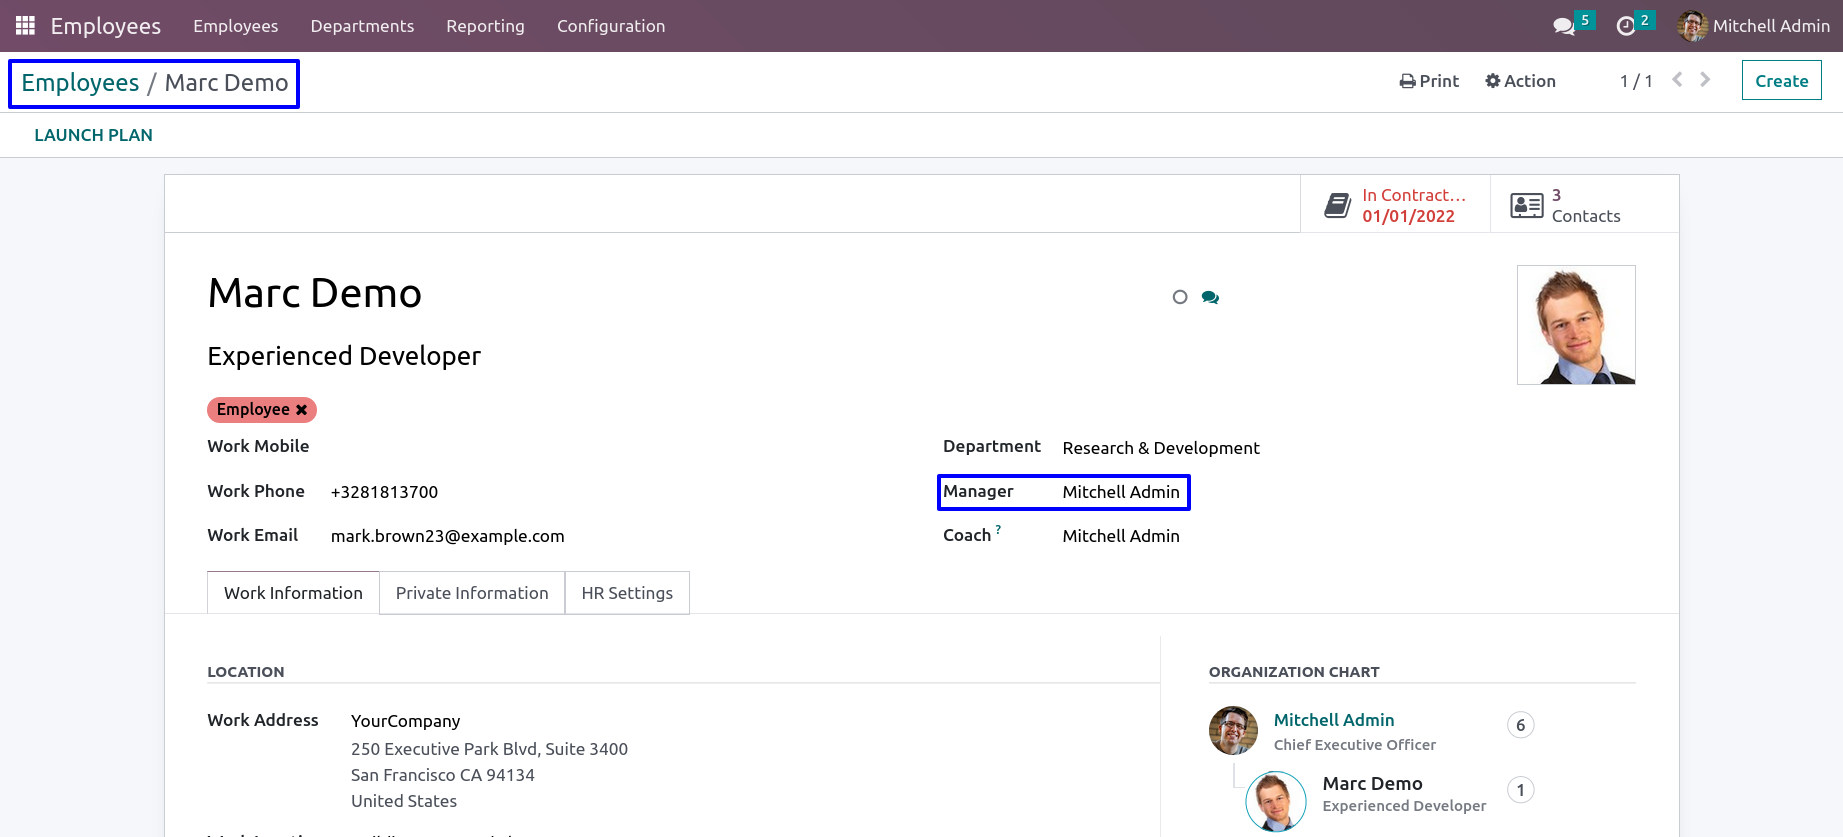 Employees Employees Departments Reporting Configuration 5 2 Mitchell Admin
Employees / Marc Demo Print Action 1 / 1 Create
LAUNCH PLAN
In Contract... 3
01/01/2022 Contacts
Marc Demo
Experienced Developer
Employee
Work Mobile Department Research & Development
Work Phone +3281813700 Manager Mitchell Admin
Work Email mark.brown23@example.com Coach ? Mitchell Admin
Work Information Private Information HR Settings
LOCATION ORGANIZATION CHART
Work Address YourCompany Mitchell Admin 6
250 Executive Park Blvd, Suite 3400 Chief Executive Officer
San Francisco CA 94134 Marc Demo 1
United States Experienced Developer